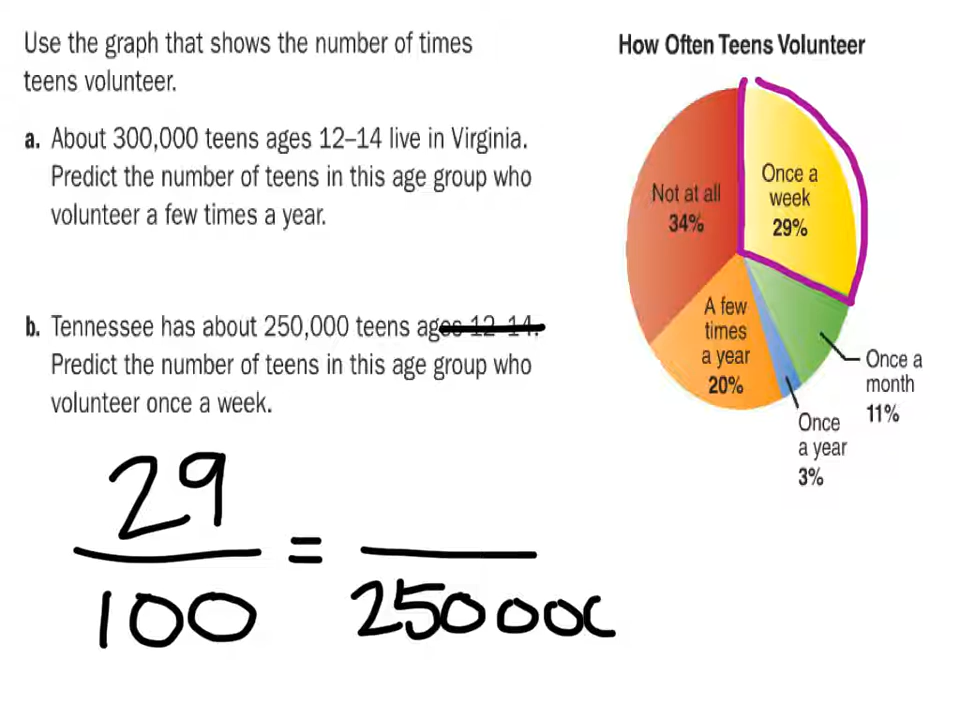 Use the graph that shows the number of times
teens volunteer.
a. About 300,000 teens ages 12–14 live in Virginia.
Predict the number of teens in this age group who
volunteer a few times a year.
b. Tennessee has about 250,000 teens ages 12–14.
Predict the number of teens in this age group who
volunteer once a week.
How Often Teens Volunteer
Not at all
34%
Once a
week
29%
A few
times
a year
20%
Once a
month
11%
Once
a year
3%
29
100
=
250000